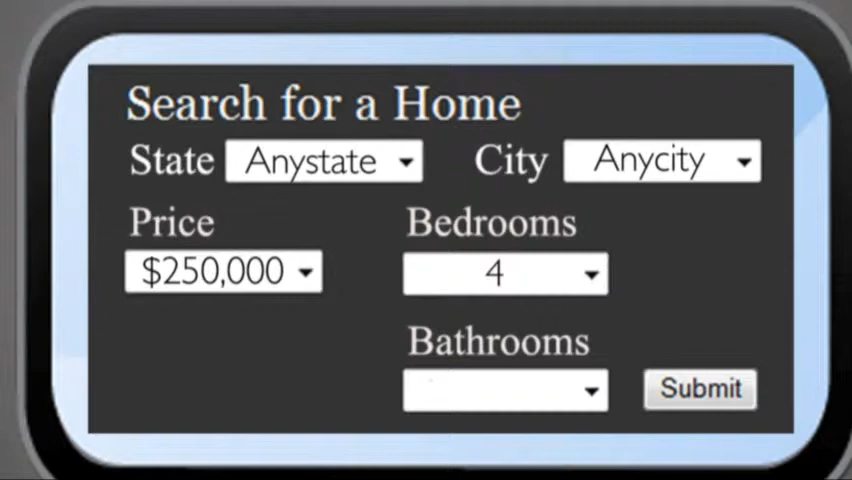 Search for a Home
State Anystate City Anycity
Price Bedrooms
$250,000 4
Bathrooms
Submit